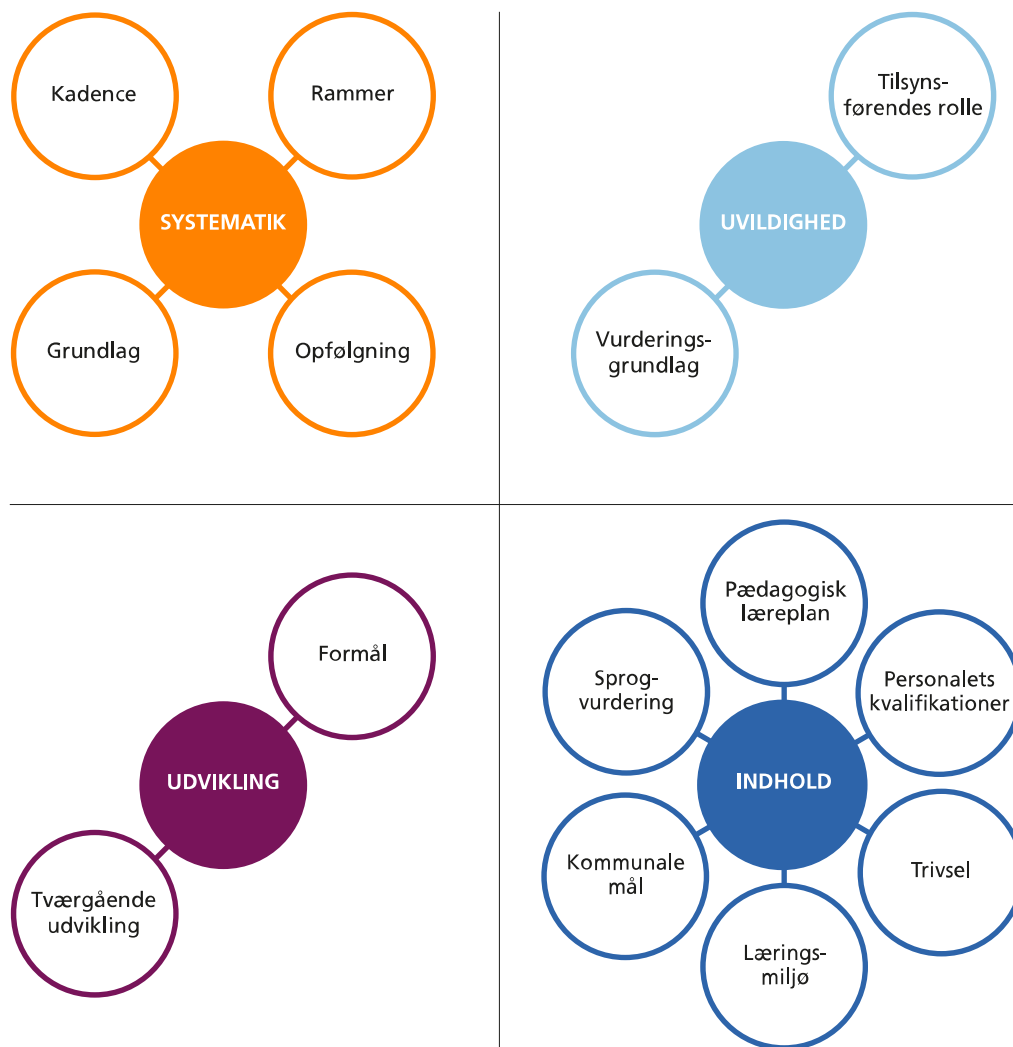 Kadence
Rammer
SYSTEMATIK
Grundlag
Opfølgning
Tilsyns-
førendes rolle
UVILDIGHED
Vurderings-
grundlag
Formål
UDVIKLING
Tværgående
udvikling
Pædagogisk
læreplan
Sprog-
vurdering
Personalets
kvalifikationer
INDHOLD
Kommunale
mål
Trivsel
Lærings-
miljø